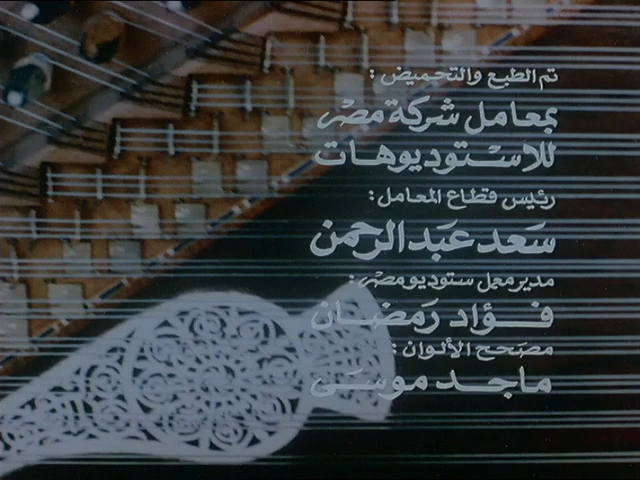 تم الطبع والتحميض :
بمعامل شركة مصر
للاستوديوهات
رئيس قطاع المعامل :
سعد عبد الرحمن
مدير معمل ستوديو مصر :
فؤاد رمضان
مصحح الألوان :
ماجد موسى